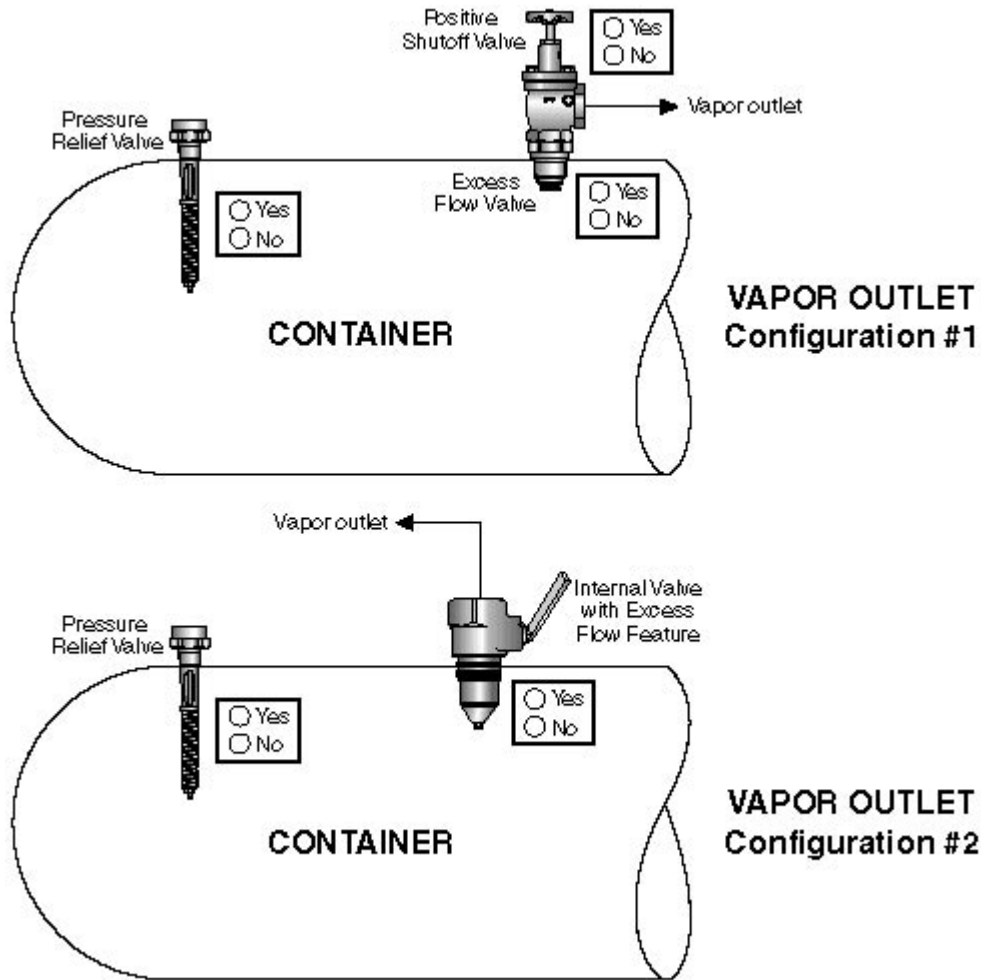 Positive
Shutoff Valve
Yes
No
Vapor outlet
Pressure
Relief Valve
Yes
No
Excess
Flow Valve
Yes
No
CONTAINER
VAPOR OUTLET
Configuration #1
Vapor outlet
Internal Valve
with Excess
Flow Feature
Pressure
Relief Valve
Yes
No
Yes
No
CONTAINER
VAPOR OUTLET
Configuration #2